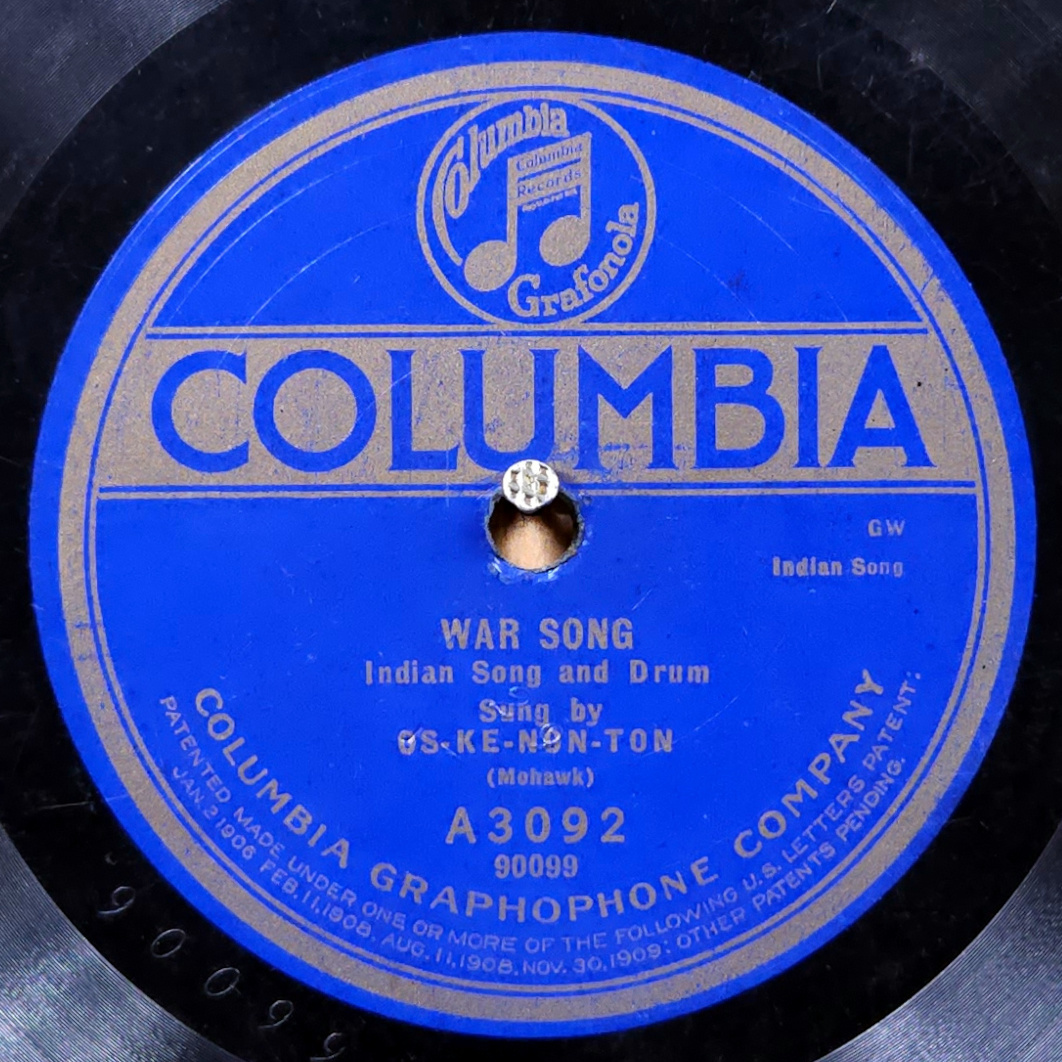 Columbia
Columbia
Records
Grafonola
COLUMBIA
GW
Indian Song
WAR SONG
Indian Song and Drum
Sung by
OS-KE-NON-TON
(Mohawk)
A3092
90099
COLUMBIA GRAPHOPHONE COMPANY
PATENTED, MADE UNDER ONE OR MORE OF THE FOLLOWING U.S. LETTERS PATENT:
JAN. 2 1906 FEB. 11, 1908, AUG. 11, 1908, NOV. 30, 1909; OTHER PATENTS PENDING.
90099